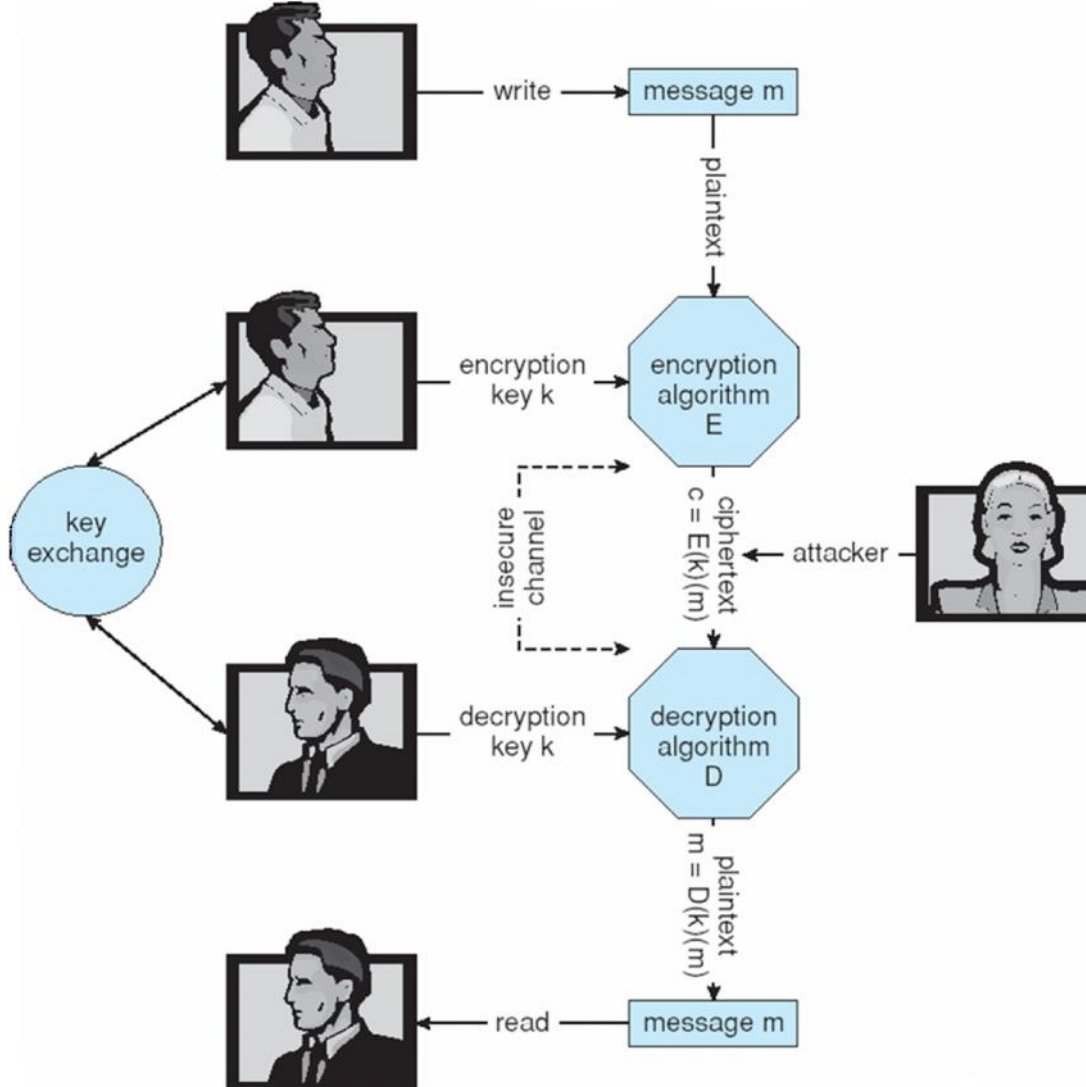 write
message m
plaintext
encryption
key k
encryption
algorithm
E
key
exchange
insecure
channel
ciphertext
c = E(k)(m)
attacker
decryption
key k
decryption
algorithm
D
plaintext
m = D(k)(m)
read
message m